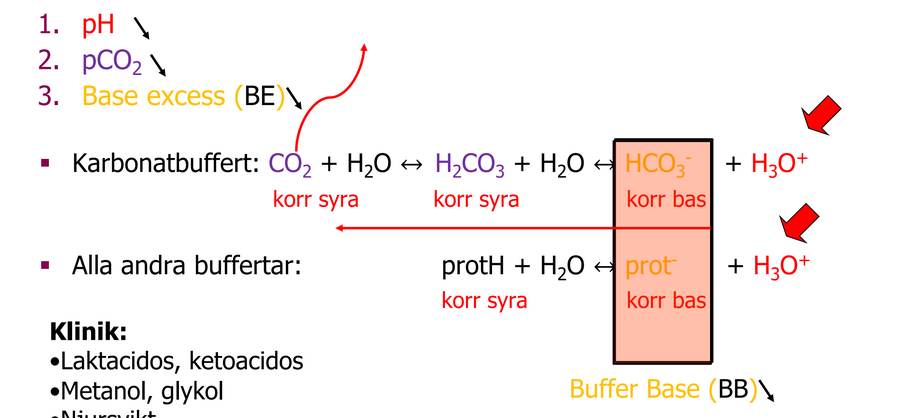 1. pH
2. pCO₂
3. Base excess (BE)
▪ Karbonatbuffert: CO₂ + H₂O ↔ H₂CO₃ + H₂O ↔ HCO₃⁻ + H₃O⁺
korr syra korr syra korr bas
▪ Alla andra buffertar: protH + H₂O ↔ prot⁻ + H₃O⁺
korr syra korr bas
Klinik:
•Laktacidos, ketoacidos
•Metanol, glykol
Buffer Base (BB)
•Njursvikt